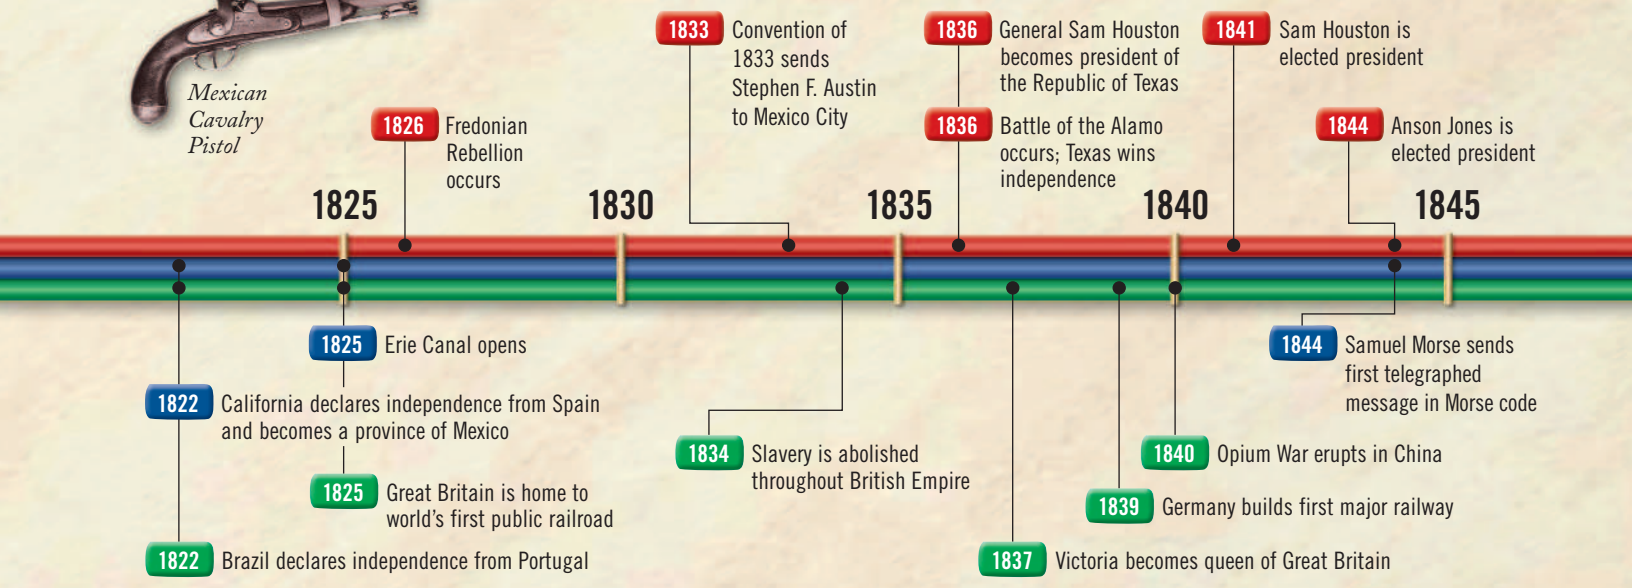 Mexican
Cavalry
Pistol
1826 Fredonian
Rebellion
occurs
1833 Convention of
1833 sends
Stephen F. Austin
to Mexico City
1836 General Sam Houston
becomes president of
the Republic of Texas
1836 Battle of the Alamo
occurs; Texas wins
independence
1841 Sam Houston is
elected president
1844 Anson Jones is
elected president
1825
1830
1835
1840
1845
1825 Erie Canal opens
1822 California declares independence from Spain
and becomes a province of Mexico
1825 Great Britain is home to
world's first public railroad
1822 Brazil declares independence from Portugal
1834 Slavery is abolished
throughout British Empire
1837 Victoria becomes queen of Great Britain
1839 Germany builds first major railway
1840 Opium War erupts in China
1844 Samuel Morse sends
first telegraphed
message in Morse code